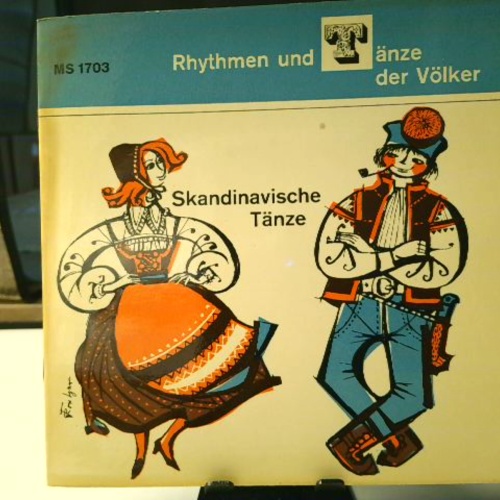 MS 1703
Rhythmen und Tänze
der Völker
Skandinavische
Tänze